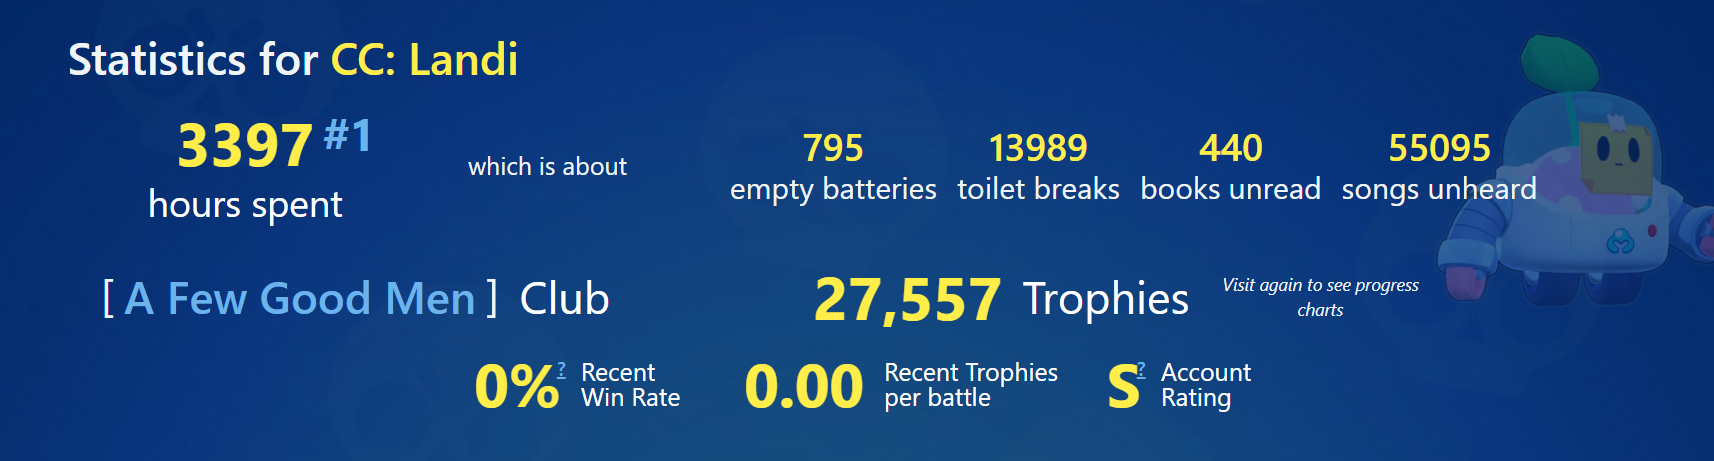 Statistics for CC: Landi
3397 #1
hours spent
which is about
795
empty batteries
13989
toilet breaks
440
books unread
55095
songs unheard
[ A Few Good Men ] Club
27,557 Trophies
Visit again to see progress
charts
0% ?
Recent
Win Rate
0.00
Recent Trophies
per battle
S ?
Account
Rating